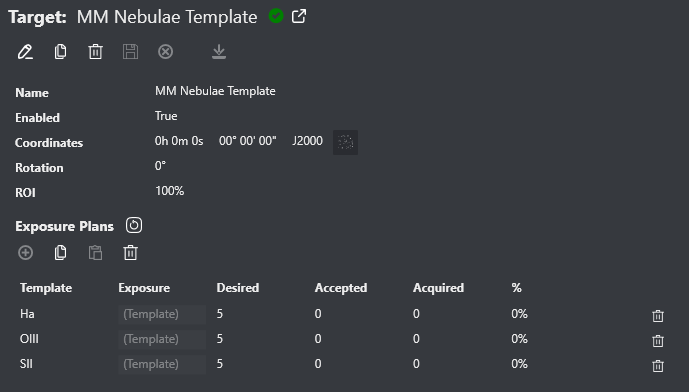 Target: MM Nebulae Template
Name MM Nebulae Template
Enabled True
Coordinates 0h 0m 0s 00° 00' 00" J2000
Rotation 0°
ROI 100%
Exposure Plans
Template Exposure Desired Accepted Acquired %
Ha (Template) 5 0 0 0%
OIII (Template) 5 0 0 0%
SII (Template) 5 0 0 0%